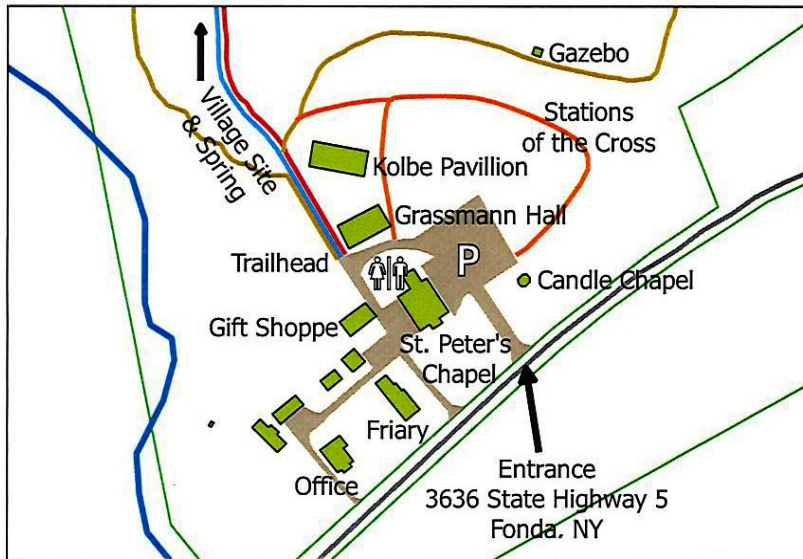 Gazebo
Village Site
& Spring
Stations
of the Cross
Kolbe Pavillion
Grassmann Hall
Trailhead
P
Candle Chapel
Gift Shoppe
St. Peter's
Chapel
Friary
Office
Entrance
3636 State Highway 5
Fonda, NY